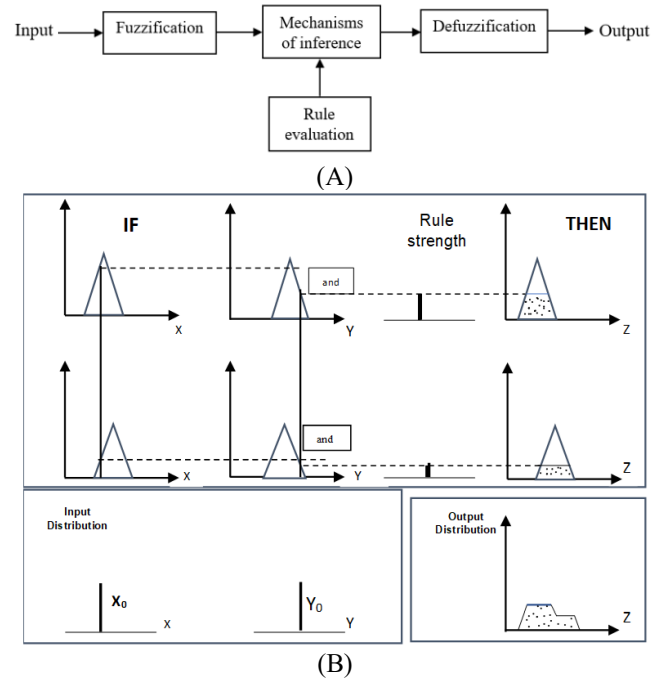 Input
Fuzzification
Mechanisms
of inference
Defuzzification
Output
Rule
evaluation
(A)
IF
Rule
strength
THEN
and
X
Y
Z
and
X
Y
Z
Input
Distribution
X₀
X
Y₀
Y
Output
Distribution
Z
(B)